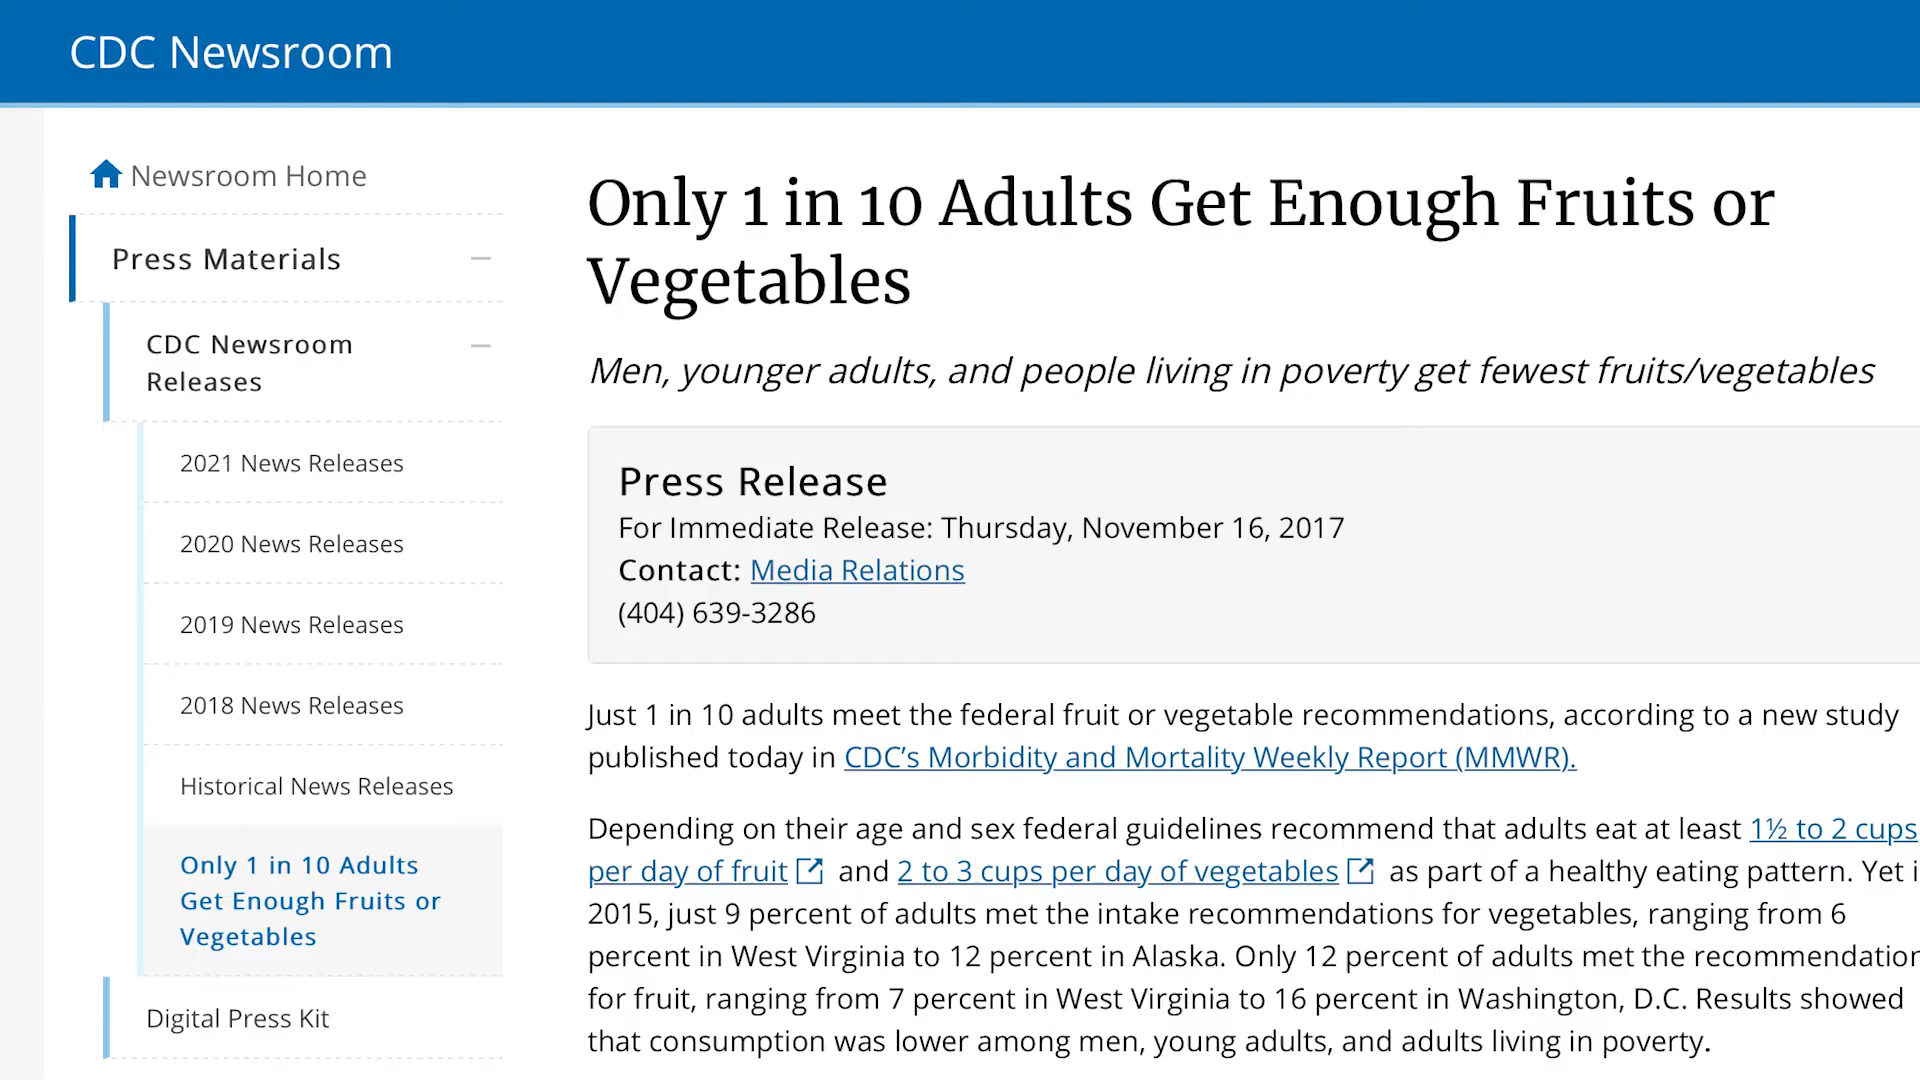 CDC Newsroom
Newsroom Home
Press Materials
CDC Newsroom
Releases
2021 News Releases
2020 News Releases
2019 News Releases
2018 News Releases
Historical News Releases
Only 1 in 10 Adults
Get Enough Fruits or
Vegetables
Digital Press Kit
Only 1 in 10 Adults Get Enough Fruits or
Vegetables
Men, younger adults, and people living in poverty get fewest fruits/vegetables
Press Release
For Immediate Release: Thursday, November 16, 2017
Contact: Media Relations
(404) 639-3286
Just 1 in 10 adults meet the federal fruit or vegetable recommendations, according to a new study
published today in CDC’s Morbidity and Mortality Weekly Report (MMWR).
Depending on their age and sex federal guidelines recommend that adults eat at least 1½ to 2 cups
per day of fruit and 2 to 3 cups per day of vegetables as part of a healthy eating pattern. Yet
2015, just 9 percent of adults met the intake recommendations for vegetables, ranging from 6
percent in West Virginia to 12 percent in Alaska. Only 12 percent of adults met the
for fruit, ranging from 7 percent in West Virginia to 16 percent in Washington, D.C. Results showed
that consumption was lower among men, young adults, and adults living in poverty.